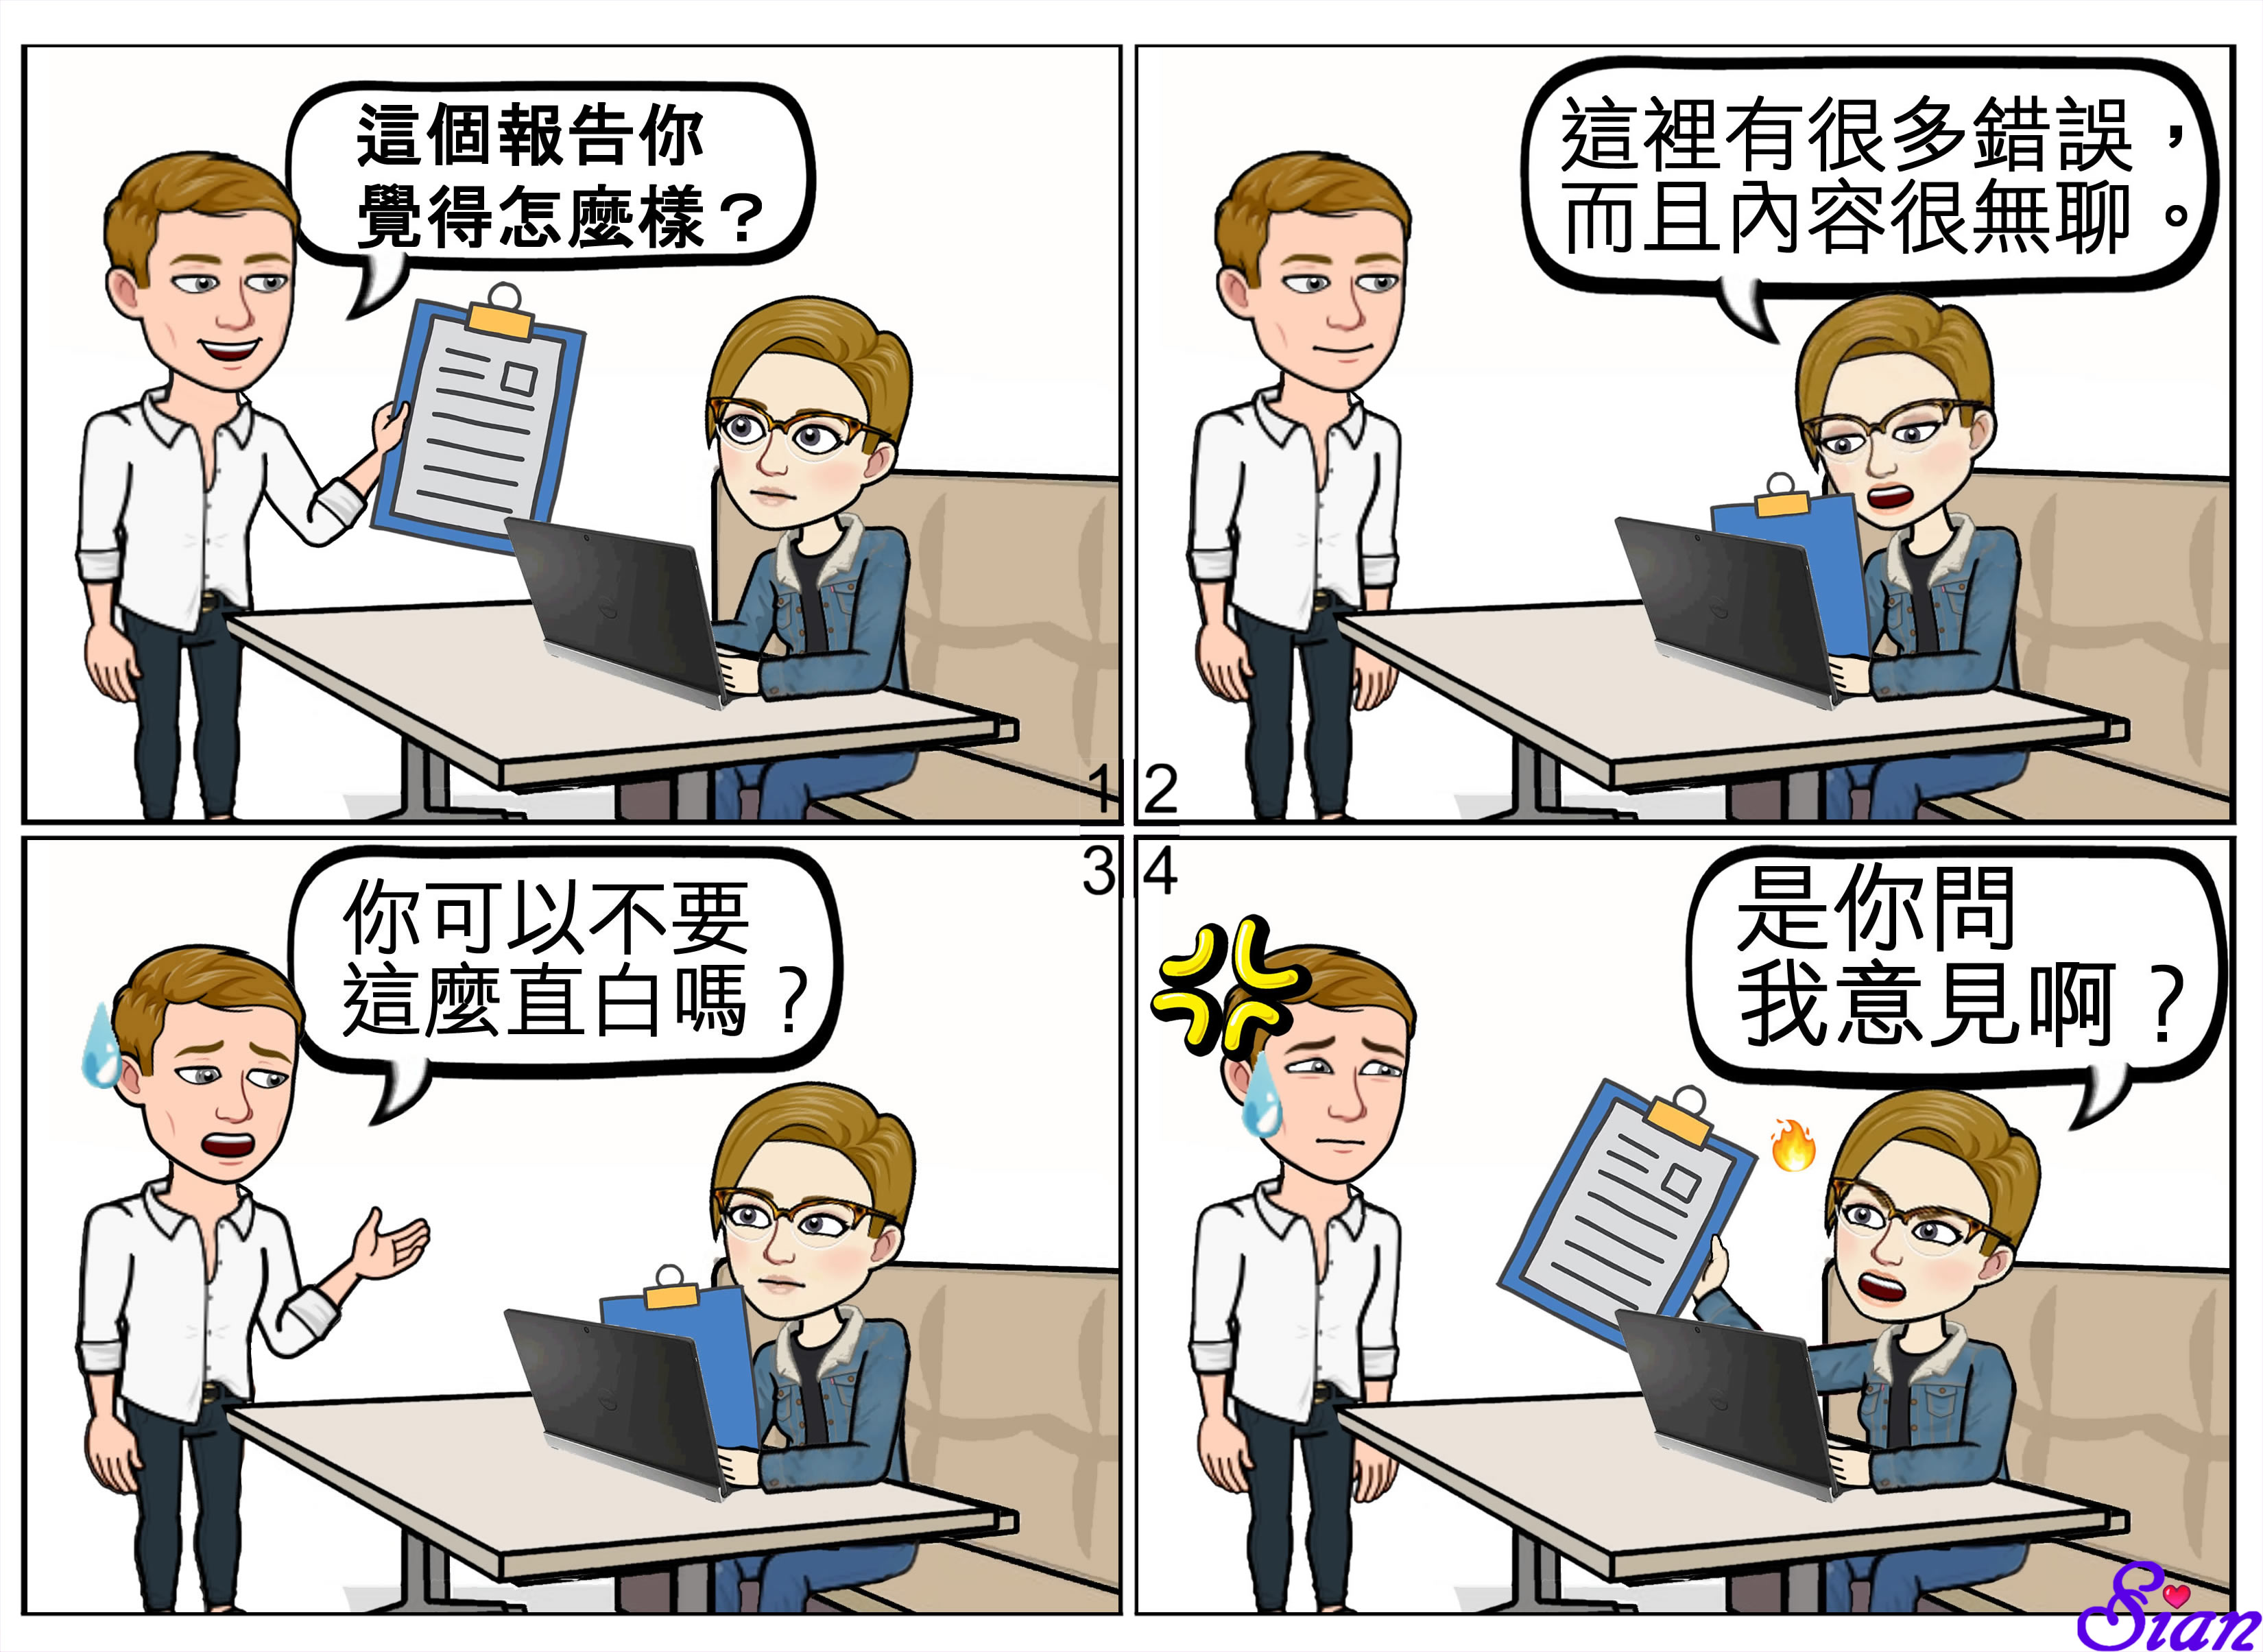 這個報告你
覺得怎麼樣？
這裡有很多錯誤，
而且內容很無聊。
1
2
你可以不要
這麼直白嗎？
3
4
是你問
我意見啊？
Sian